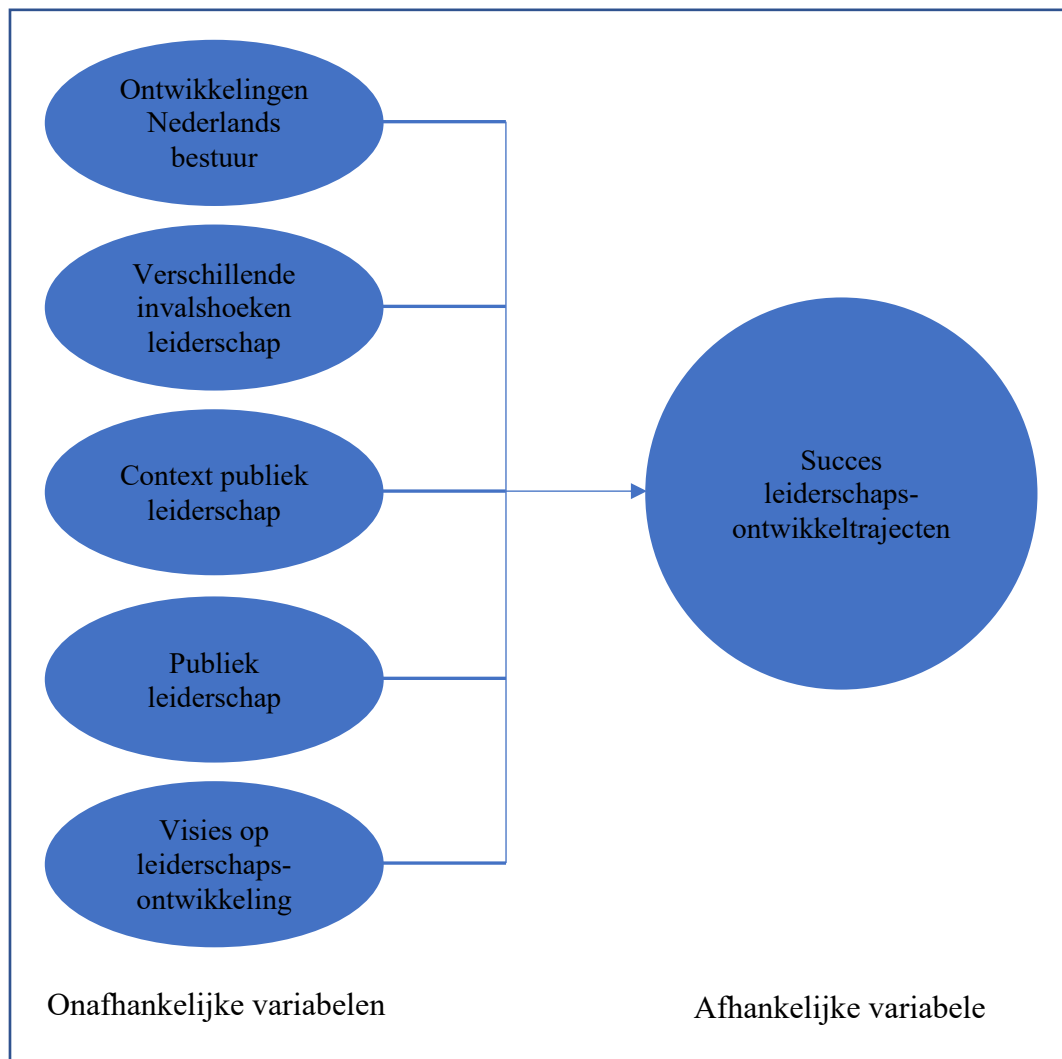 Ontwikkelingen
Nederlands
bestuur
Verschillende
invalshoeken
leiderschap
Context publiek
leiderschap
Publiek
leiderschap
Visies op
leiderschaps-
ontwikkeling
Succes
leiderschaps-
ontwikkeltrajecten
Onafhankelijke variabelen
Afhankelijke variabele